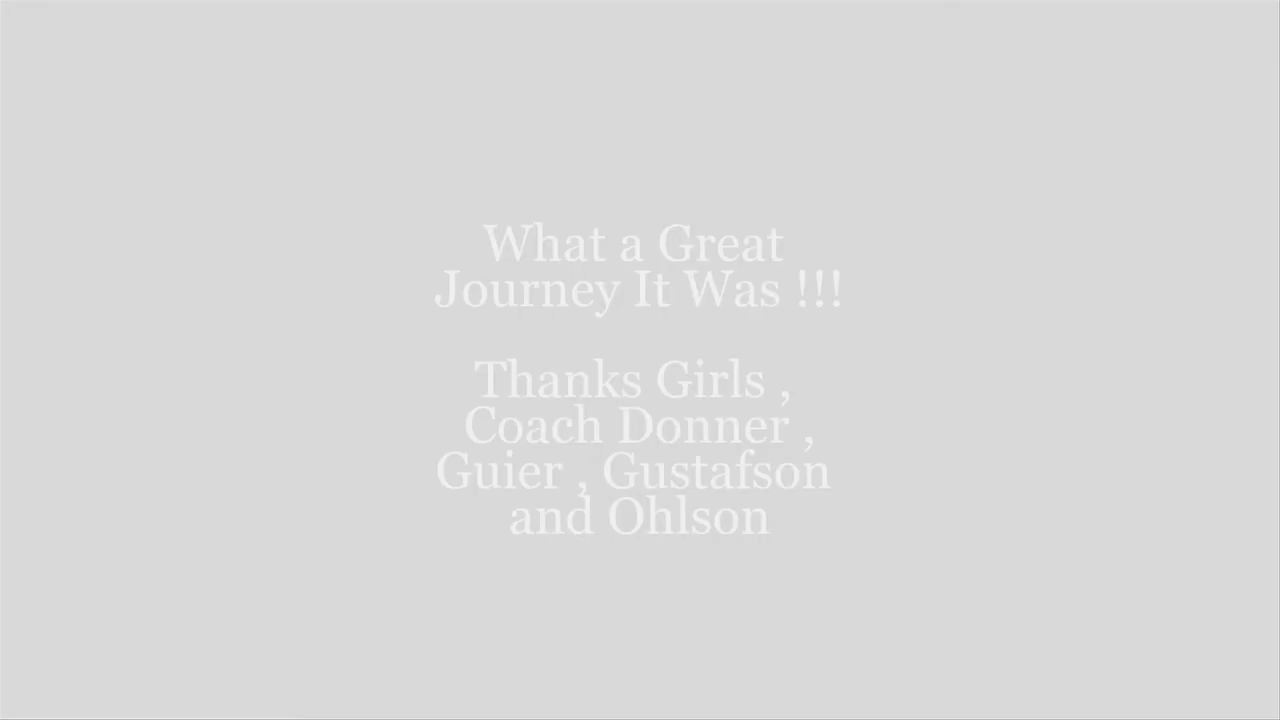 What a Great
Journey It Was !!!
Thanks Girls ,
Coach Donner ,
Guier , Gustafson
and Ohlson